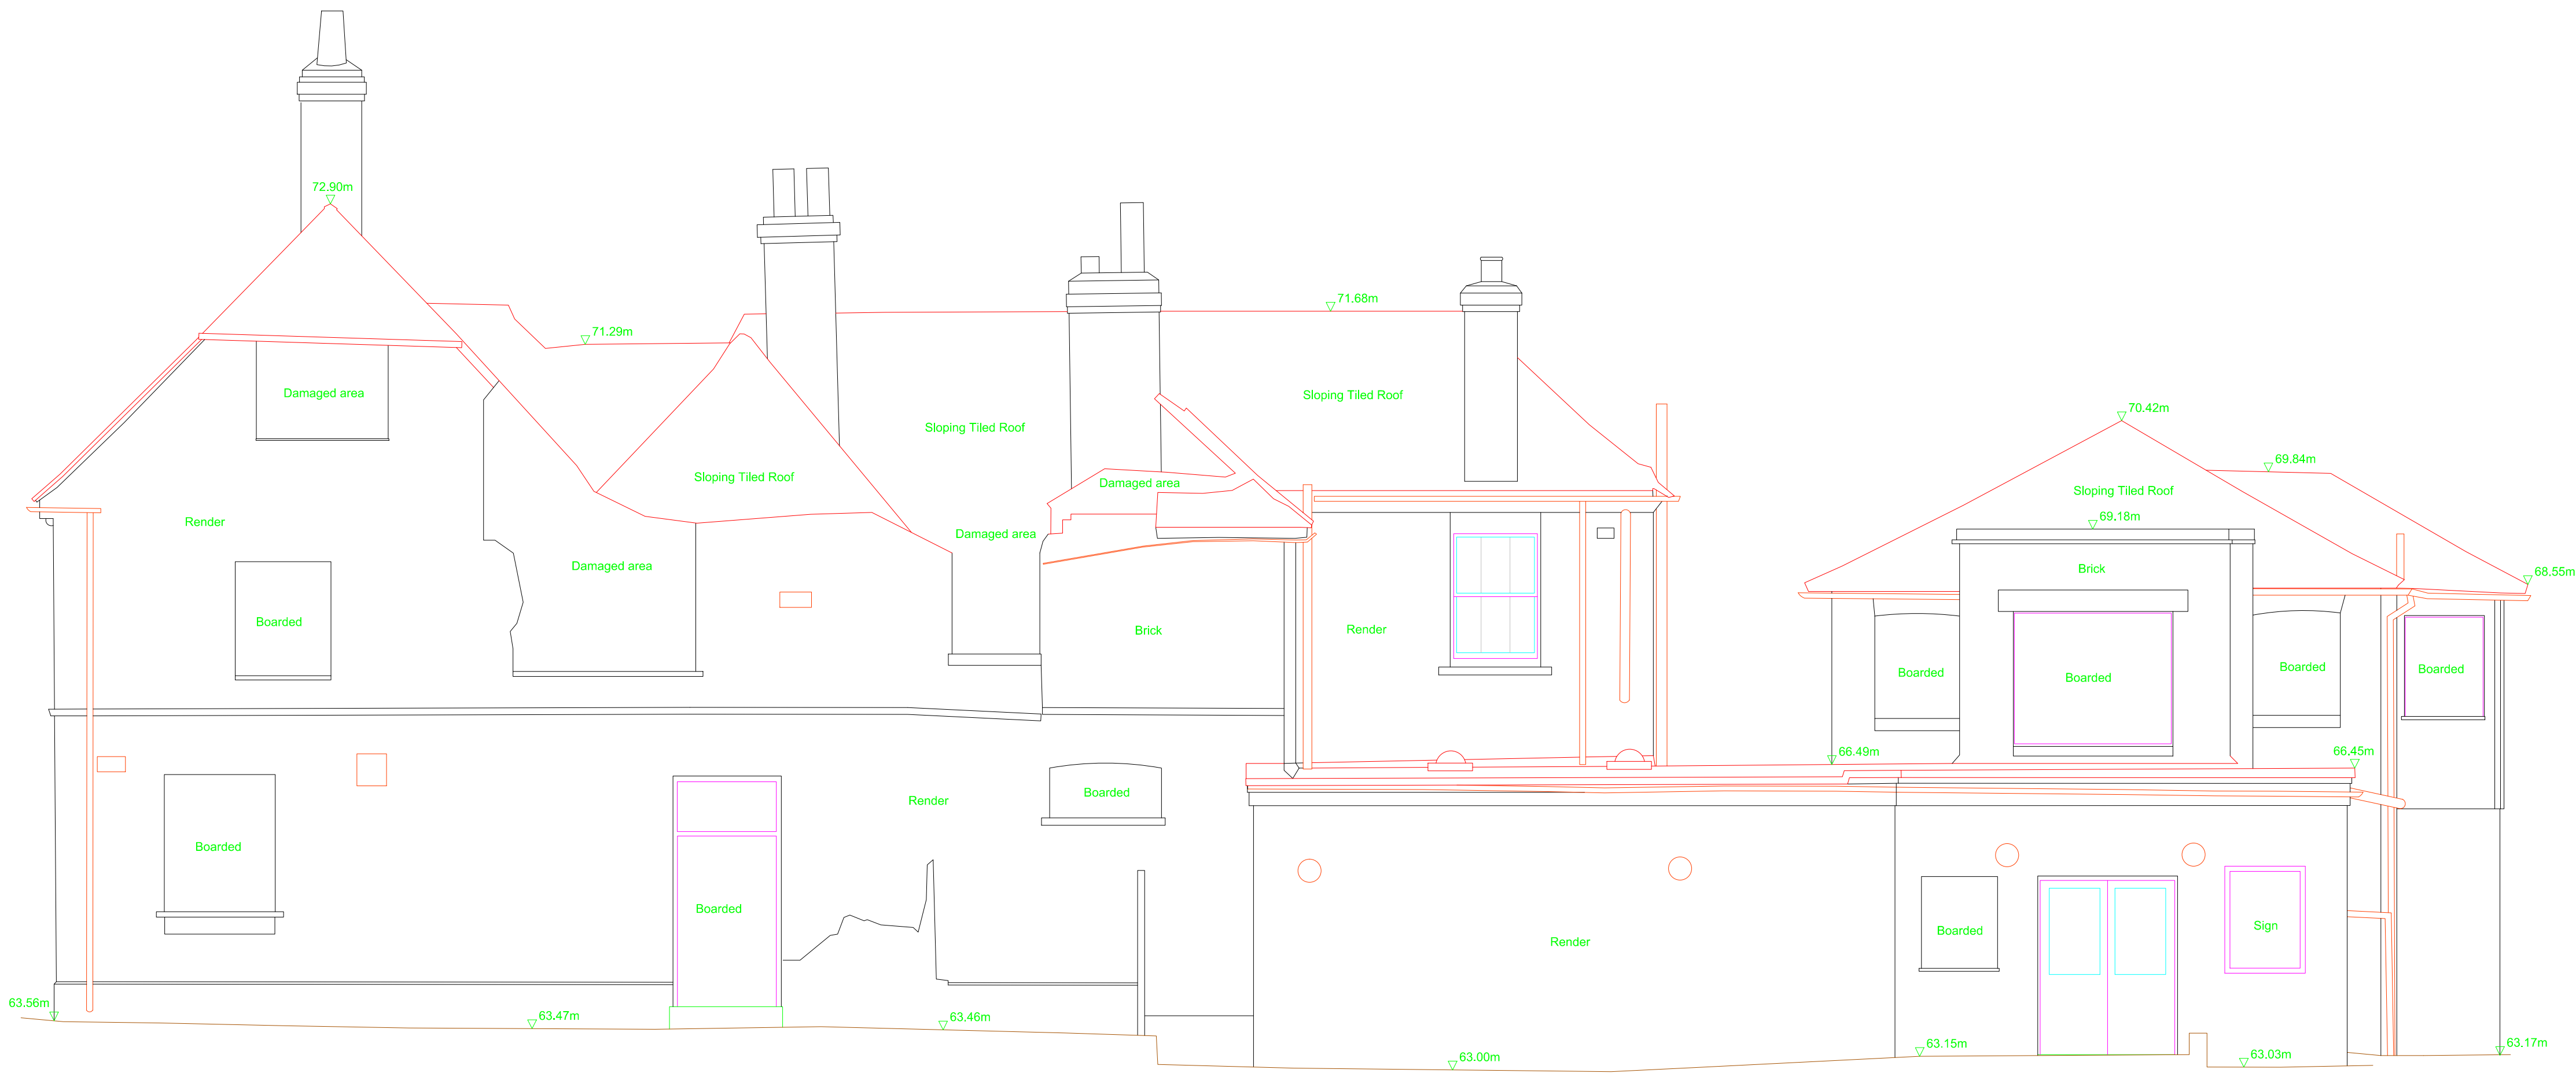 72.90m
71.68m
71.29m
Damaged area
70.42m
Sloping Tiled Roof
Sloping Tiled Roof
69.84m
Sloping Tiled Roof
Damaged area
Sloping Tiled Roof
69.18m
Render
Damaged area
Damaged area
Brick
68.55m
Boarded
Brick
Render
Boarded
Boarded
Boarded
Boarded
66.49m
66.45m
Boarded
Render
Boarded
Boarded
Render
Boarded
Sign
63.56m
63.47m
63.46m
63.00m
63.15m
63.03m
63.17m